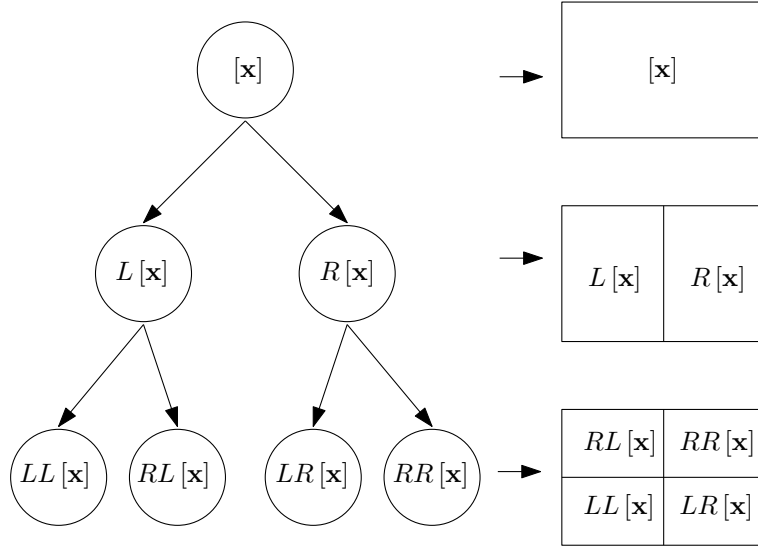 [x] [x]
L [x] R [x] L [x] R [x]
RL [x] RR [x]
LL [x] RL [x] LR [x] RR [x]
LL [x] LR [x]